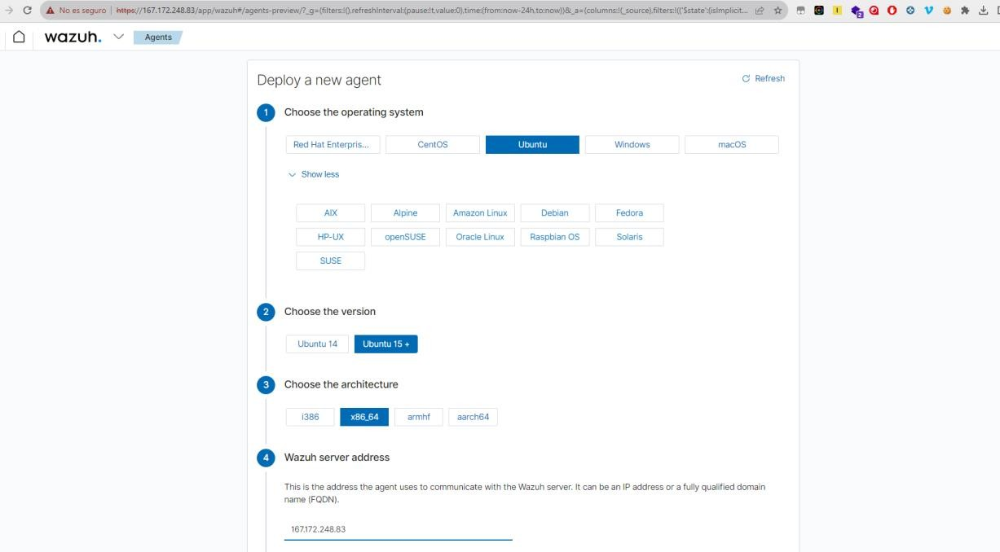 No es seguro https://167.172.248.83/app/wazuh#/agents-preview/?_g=(filters:!(),refreshInterval:(pause:!t,value:0),time:(from:now-24h,to:now))&_a=(columns:!(_source),filters:!(('$state':(isImplicit...
2
wazuh. Agents
Deploy a new agent Refresh
1 Choose the operating system
Red Hat Enterpris... CentOS Ubuntu Windows macOS
Show less
AIX Alpine Amazon Linux Debian Fedora
HP-UX openSUSE Oracle Linux Raspbian OS Solaris
SUSE
2 Choose the version
Ubuntu 14 Ubuntu 15 +
3 Choose the architecture
i386 x86_64 armhf aarch64
4 Wazuh server address
This is the address the agent uses to communicate with the Wazuh server. It can be an IP address or a fully qualified domain
name (FQDN).
167.172.248.83